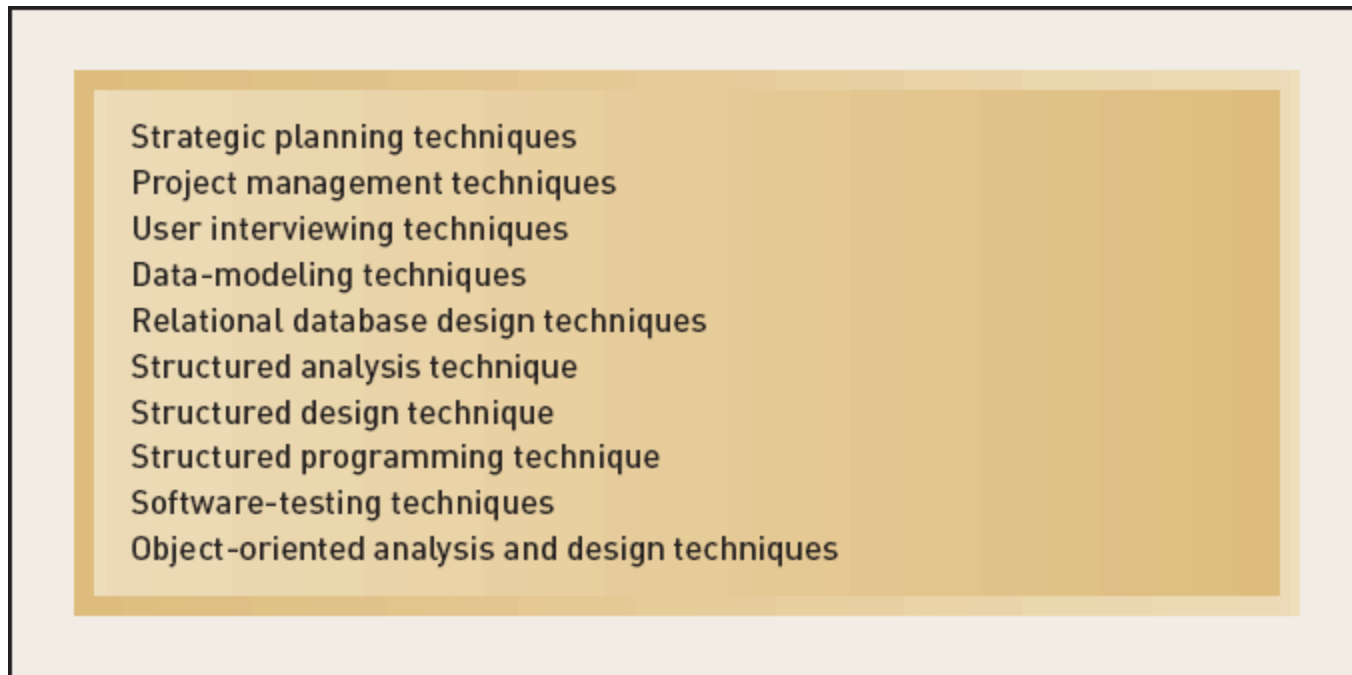 Strategic planning techniques
Project management techniques
User interviewing techniques
Data-modeling techniques
Relational database design techniques
Structured analysis technique
Structured design technique
Structured programming technique
Software-testing techniques
Object-oriented analysis and design techniques